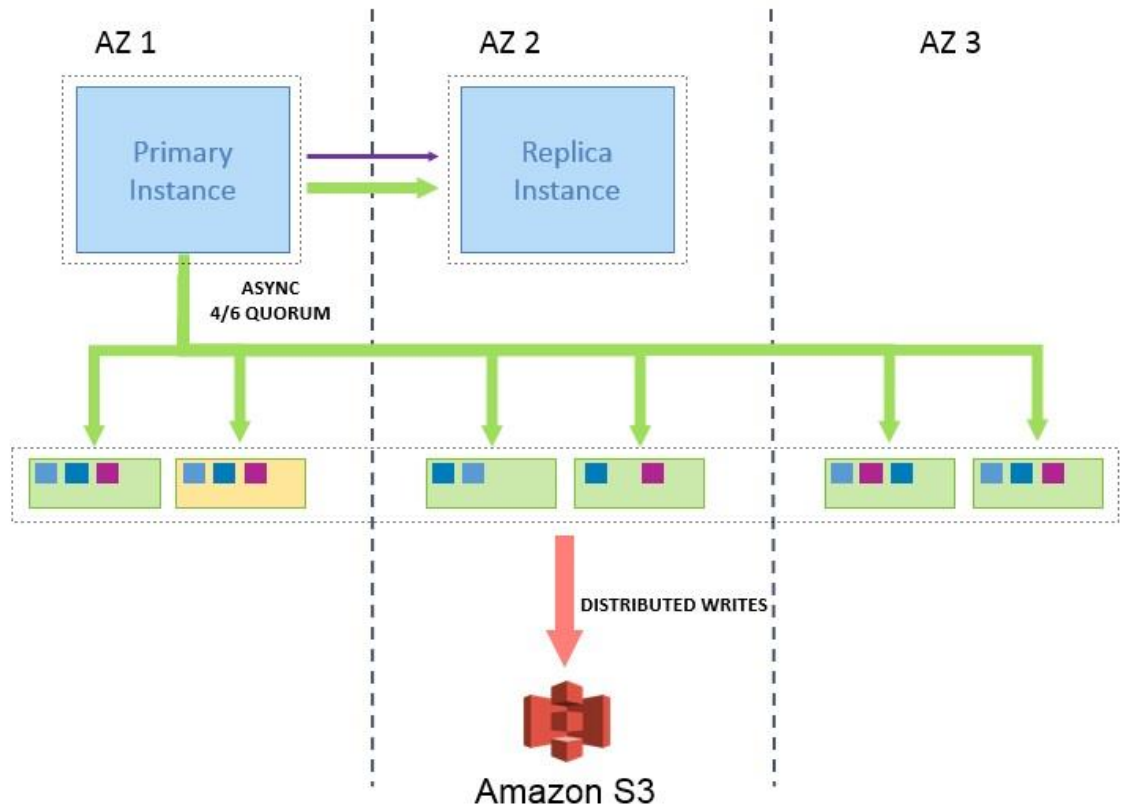 AZ 1
AZ 2
AZ 3
Primary
Instance
Replica
Instance
ASYNC
4/6 QUORUM
DISTRIBUTED WRITES
Amazon S3